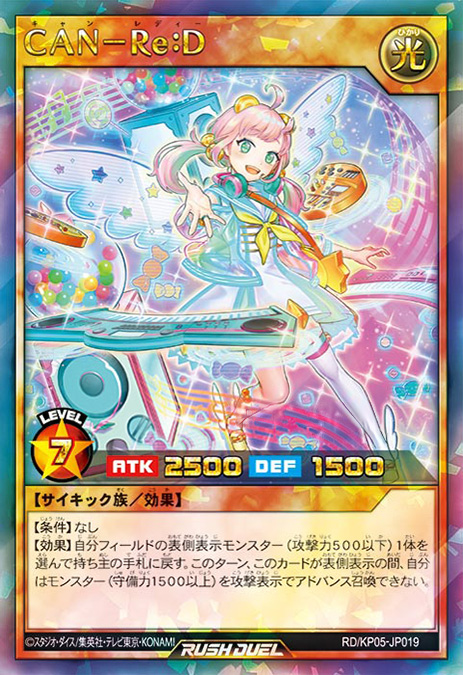 キャン レディー
CAN－Re:D
ひかり
光
LEVEL
7
ATK 2500 DEF 1500
【サイキック族／効果】
【条件】なし
【効果】自分フィールドの表側表示モンスター（攻撃力５００以下）１体を
選んで持ち主の手札に戻す。このターン、このカードが表側表示の間、自分
はモンスター（守備力1500以上）を攻撃表示でアドバンス召喚できない。
©スタジオ・ダイス／集英社・テレビ東京・KONAMI
RUSH DUEL
RD/KP05-JP019